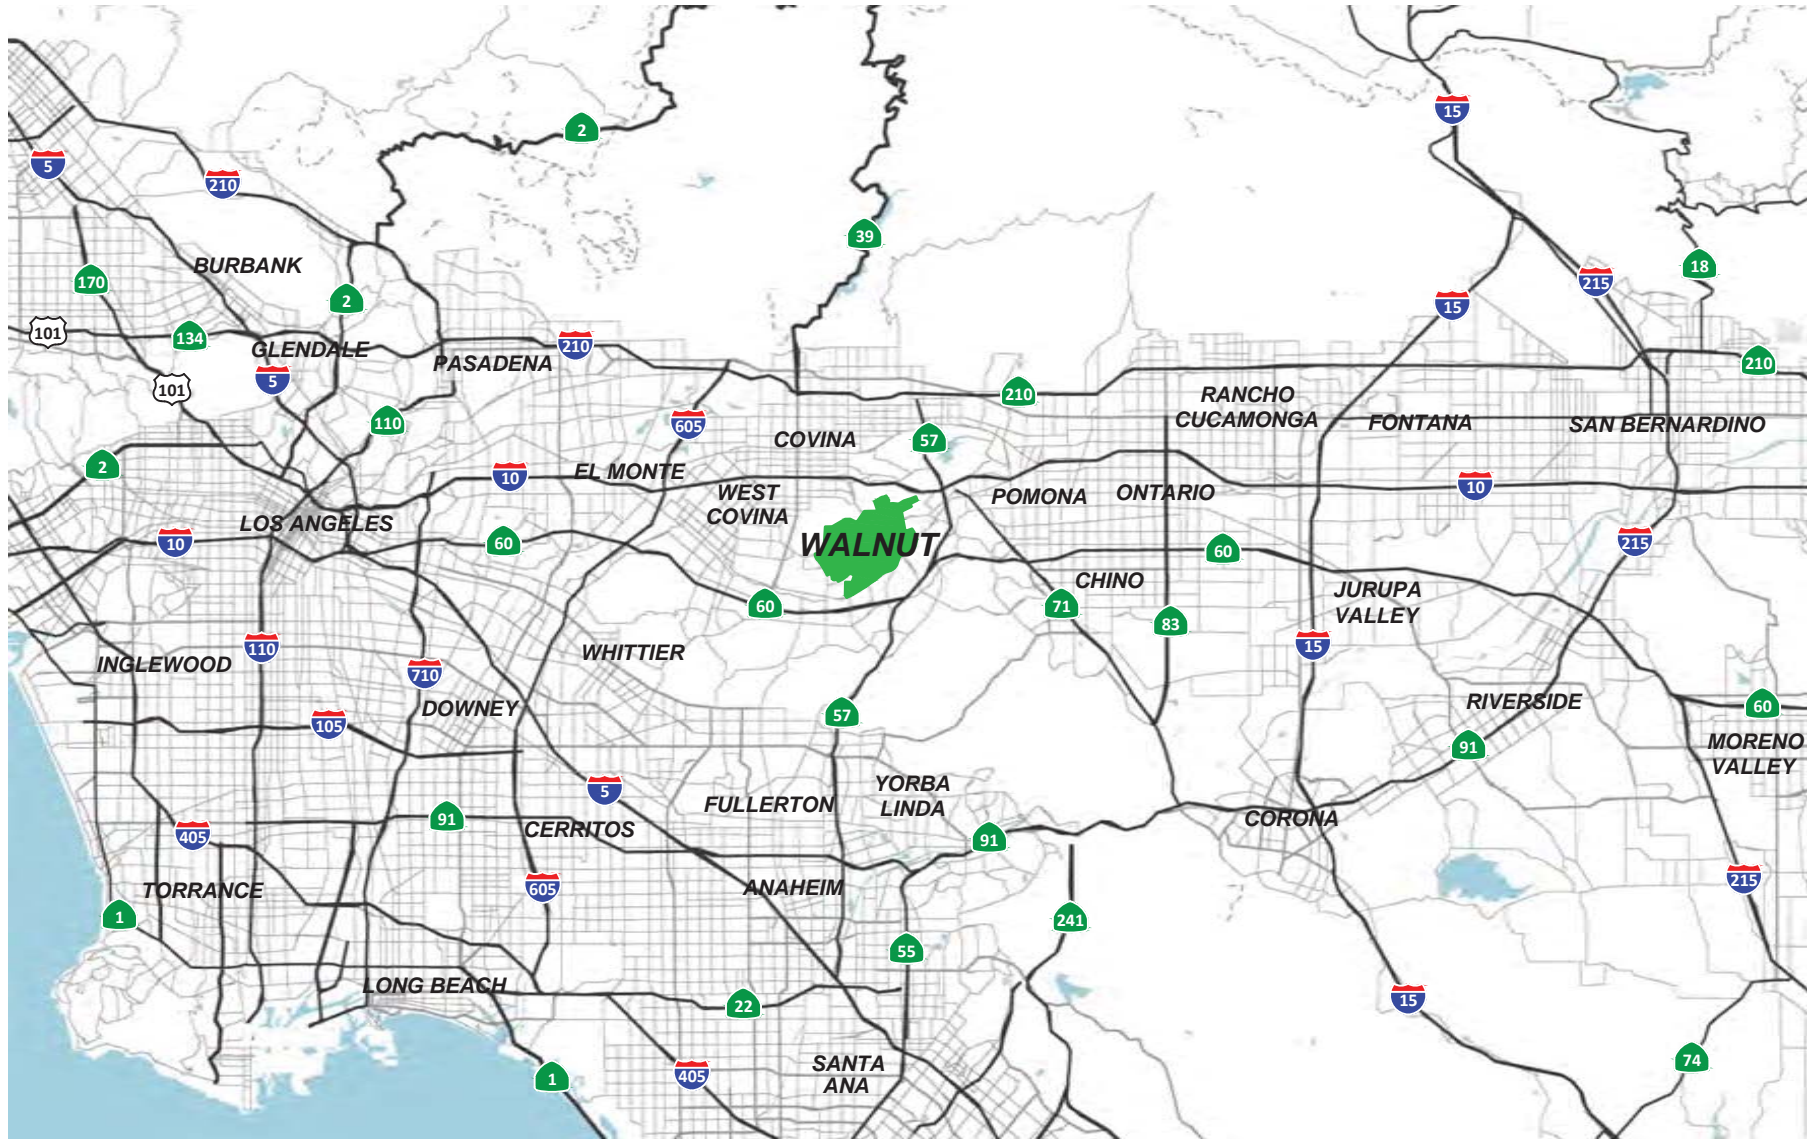 15
2
5
210
39
18
BURBANK
170
215
2
15
101
134
GLENDALE
210
PASADENA
210
5
101
210
RANCHO
CUCAMONGA
110
605
COVINA
57
FONTANA
SAN BERNARDINO
2
10
EL MONTE
WEST
COVINA
POMONA
ONTARIO
10
LOS ANGELES
10
60
WALNUT
60
215
CHINO
JURUPA
VALLEY
60
71
83
110
15
WHITTIER
INGLEWOOD
710
RIVERSIDE
60
DOWNEY
57
105
91
MORENO
VALLEY
5
YORBA
LINDA
FULLERTON
91
CERRITOS
CORONA
405
91
215
TORRANCE
605
ANAHEIM
1
241
55
LONG BEACH
22
15
SANTA
ANA
74
1
405